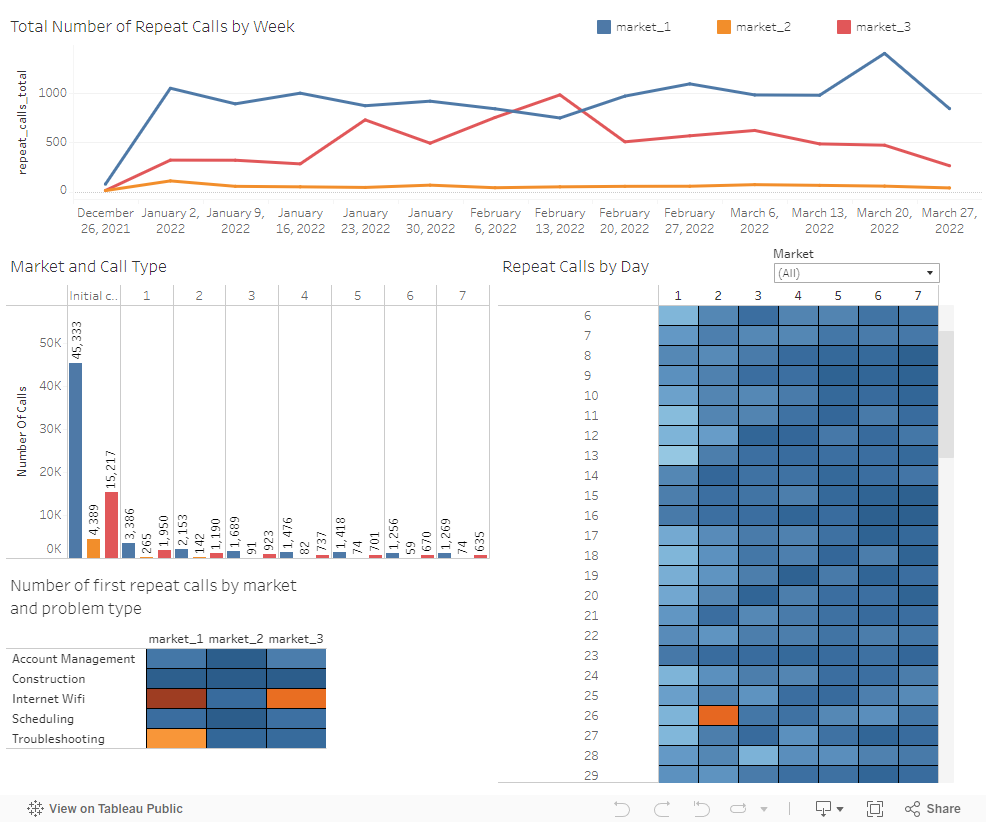 Total Number of Repeat Calls by Week
market_1 market_2 market_3
repeat_calls_total
1000
500
0
December 26, 2021
January 2, 2022
January 9, 2022
January 16, 2022
January 23, 2022
January 30, 2022
February 6, 2022
February 13, 2022
February 20, 2022
February 27, 2022
March 6, 2022
March 13, 2022
March 20, 2022
March 27, 2022
Market and Call Type
Initial c.. 1 2 3 4 5 6 7
Number Of Calls
50K
40K
30K
20K
10K
0K
45,333
4,389
15,217
3,386
265
1,950
2,153
142
1,190
1,689
91
923
1,476
82
737
1,418
74
701
1,256
59
670
1,269
74
635
Number of first repeat calls by market
and problem type
market_1 market_2 market_3
Account Management
Construction
Internet Wifi
Scheduling
Troubleshooting
Repeat Calls by Day
Market
(All)
1 2 3 4 5 6 7
6
7
8
9
10
11
12
13
14
15
16
17
18
19
20
21
22
23
24
25
26
27
28
29
View on Tableau Public
Share